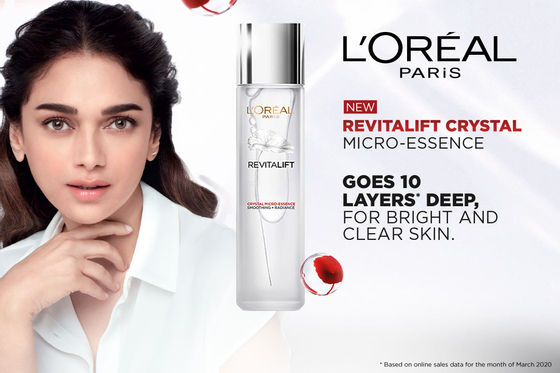 L'ORÉAL
PARIS
NEW
REVITALIFT CRYSTAL
MICRO-ESSENCE
GOES 10
LAYERS* DEEP,
FOR BRIGHT AND
CLEAR SKIN.
L'ORÉAL
PARIS
REVITALIFT
CRYSTAL MICRO-ESSENCE
SMOOTHING + RADIANCE
* Based on online sales data for the month of March 2020